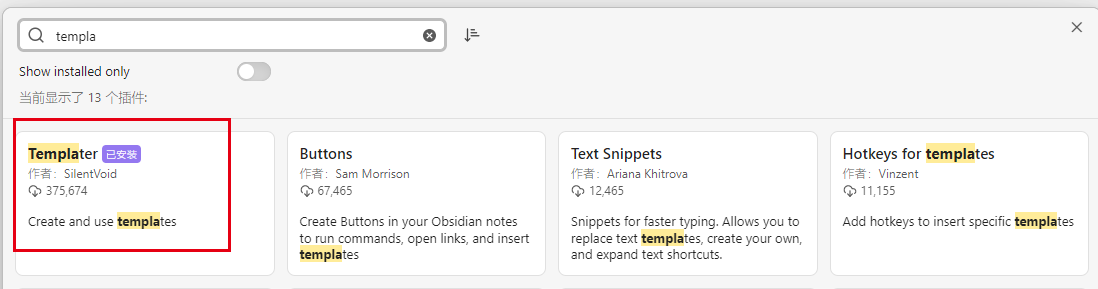 templa
Show installed only
当前显示了 13 个插件:
Templater 已安装
作者：SilentVoid
375,674
Create and use templates
Buttons
作者：Sam Morrison
67,465
Create Buttons in your Obsidian notes
to run commands, open links, and insert
templates
Text Snippets
作者：Ariana Khitrova
12,465
Snippets for faster typing. Allows you to
replace text templates, create your own,
and expand text shortcuts.
Hotkeys for templates
作者：Vinzent
11,155
Add hotkeys to insert specific templates